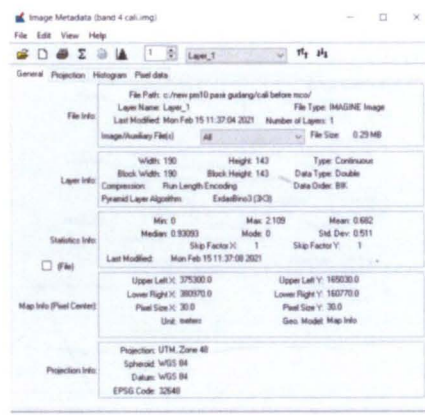 Image Metadata (band 4 cali.img)
File Edit View Help
1 Layer_1
General Projection Histogram Pixel data
File Info:
File Path: c:/new pm10 pasir gudang/cali before mco/
Layer Name: Layer_1 File Type: IMAGINE Image
Last Modified: Mon Feb 15 11:37:04 2021 Number of Layers: 1
Image/Auxiliary File(s) All File Size: 0.29 MB
Layer Info:
Width: 190 Height: 143 Type: Continuous
Block Width: 190 Block Height: 143 Data Type: Double
Compression: Run Length Encoding Data Order: BIK
Pyramid Layer Algorithm: ErdasBino3 (3X3)
Statistics Info:
Min: 0 Max: 2.109 Mean: 0.682
Median: 0.93093 Mode: 0 Std. Dev: 0.511
Skip Factor X: 1 Skip Factor Y: 1
Last Modified: Mon Feb 15 11:37:08 2021
(File)
Map Info (Pixel Center):
Upper Left X: 375300.0 Upper Left Y: 165030.0
Lower Right X: 380970.0 Lower Right Y: 160770.0
Pixel Size X: 30.0 Pixel Size Y: 30.0
Unit: meters Geo. Model: Map Info
Projection Info:
Projection: UTM, Zone 48
Spheroid: WGS 84
Datum: WGS 84
EPSG Code: 32648